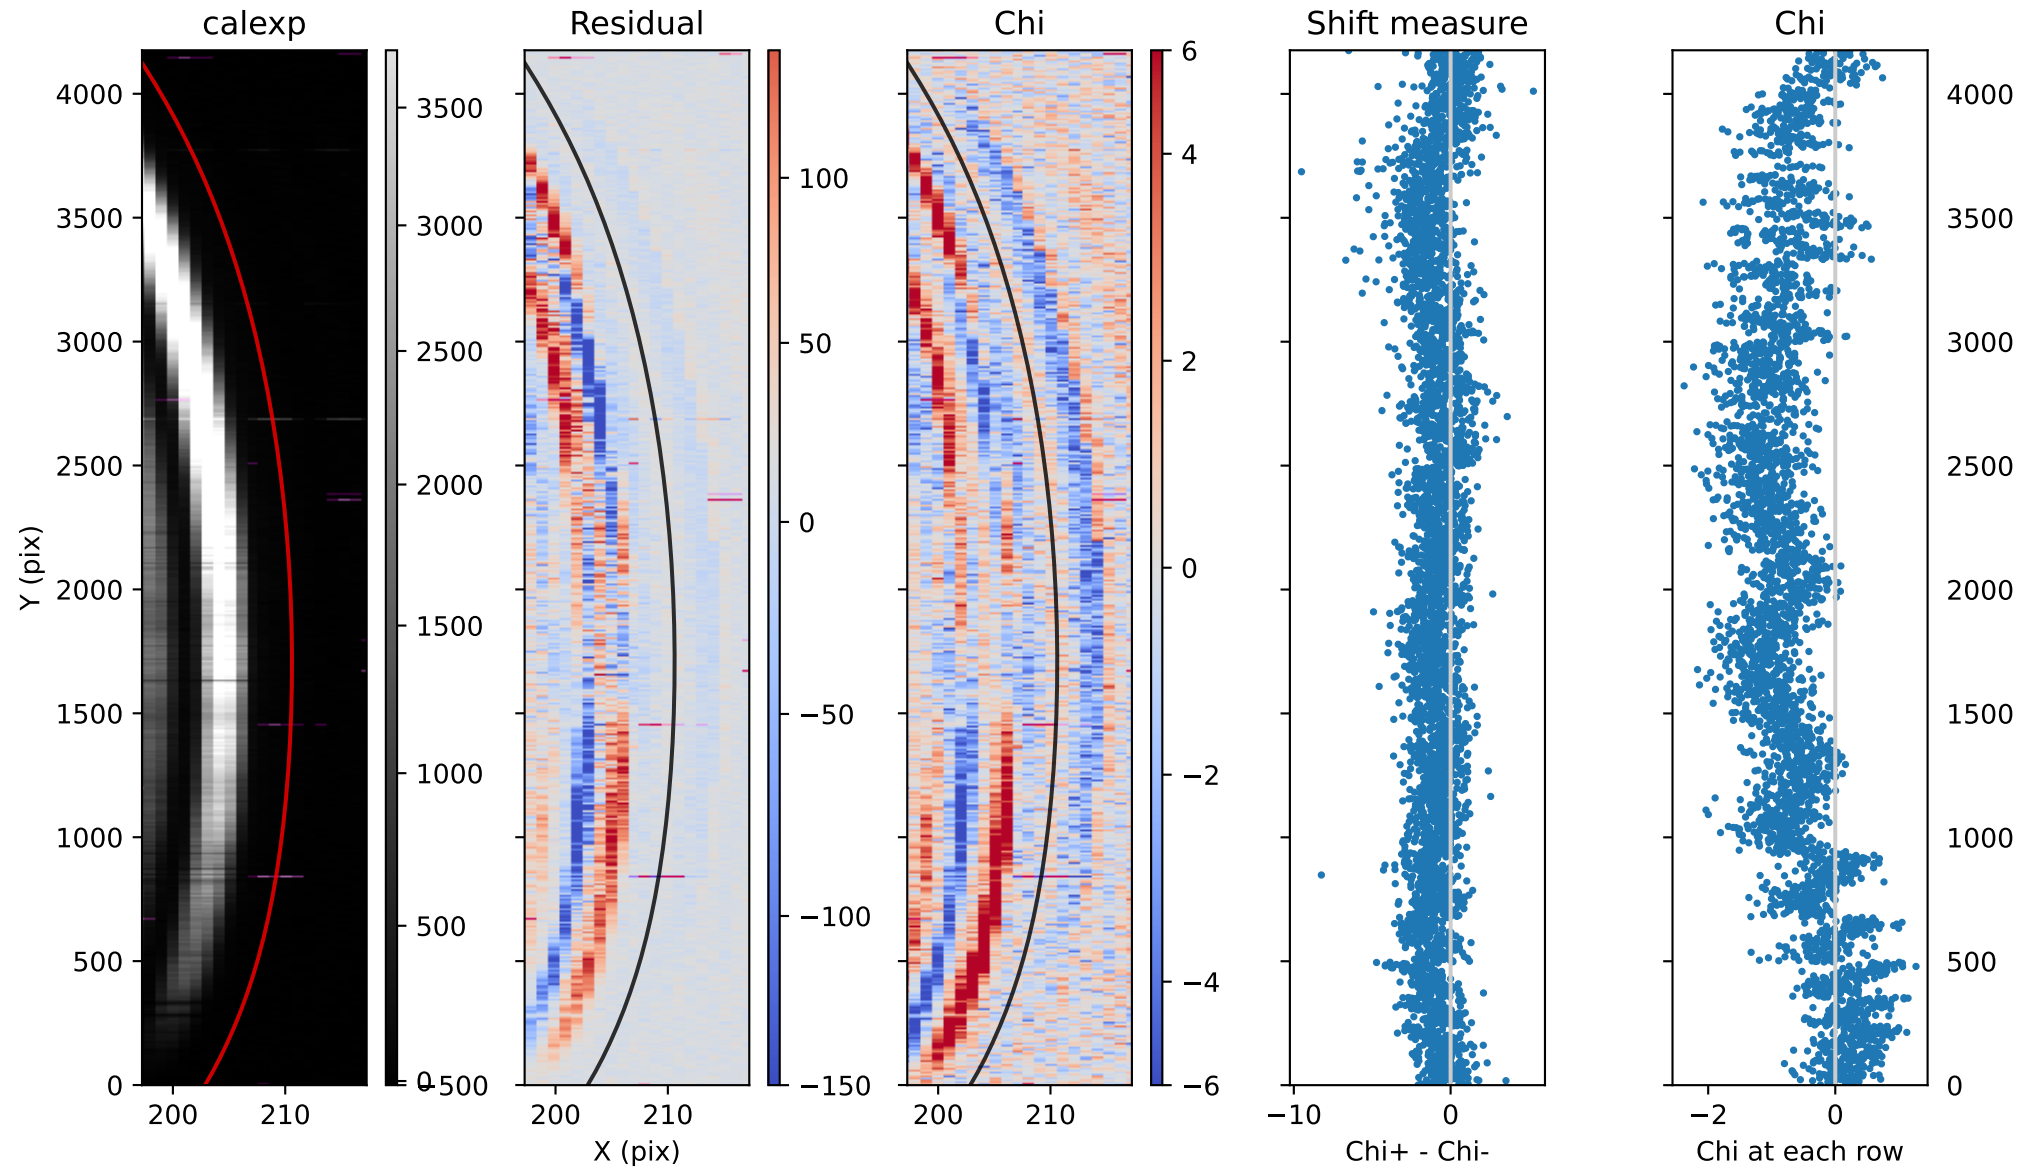 calexp Residual Chi Shift measure Chi
4000 3500 100 6 4000
3500 3000 4 3500
3000 2500 50 2 3000
2500 2000 0 0 2500
Y (pix) 2000 1500 2000
1500 1000 −50 −2 1500
1000 500 −100 −4 1000
500 0 500
0 −500 −150 −6 0
200 210 200 210 200 210 −10 0 −2 0
X (pix) Chi+ - Chi- Chi at each row